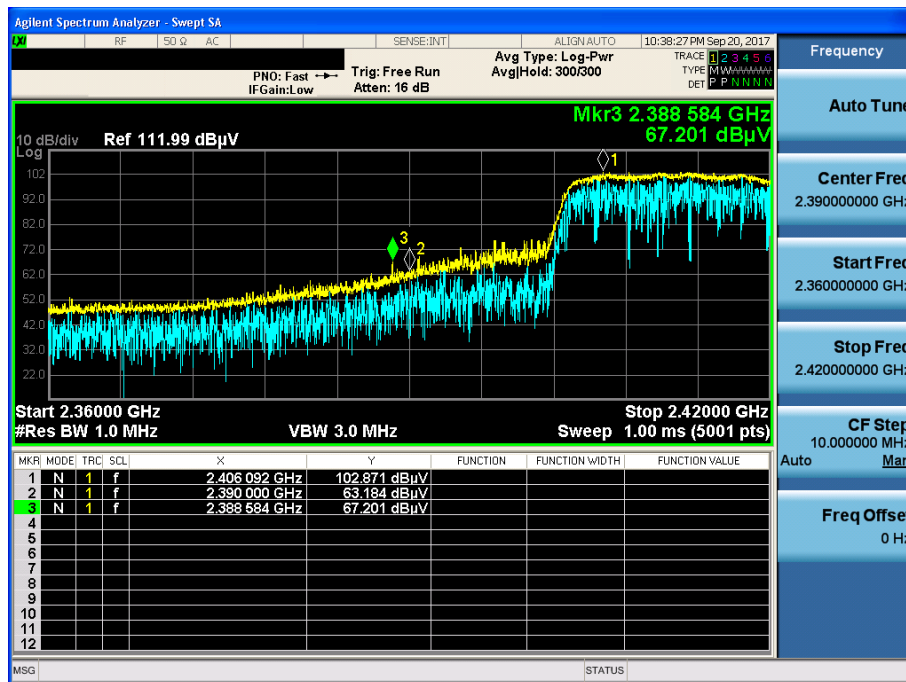 Agilent Spectrum Analyzer - Swept SA
LXI RF 50 Ω AC SENSE:INT ALIGN AUTO 10:38:27 PM Sep 20, 2017
PNO: Fast Trig: Free Run Avg Type: Log-Pwr TRACE 1 2 3 4 5 6
IFGain:Low Atten: 16 dB Avg|Hold: 300/300 TYPE M W
DET P P N N N N
Mkr3 2.388 584 GHz
67.201 dBµV
10 dB/div Ref 111.99 dBµV
Log
102
92.0
82.0
72.0
62.0
52.0
42.0
32.0
22.0
1
3
2
Start 2.36000 GHz Stop 2.42000 GHz
#Res BW 1.0 MHz VBW 3.0 MHz Sweep 1.00 ms (5001 pts)
MKR MODE TRC SCL X Y FUNCTION FUNCTION WIDTH FUNCTION VALUE
1 N 1 f 2.406 092 GHz 102.871 dBµV
2 N 1 f 2.390 000 GHz 63.184 dBµV
3 N 1 f 2.388 584 GHz 67.201 dBµV
4
5
6
7
8
9
10
11
12
MSG STATUS
Frequency
Auto Tune
Center Freq
2.390000000 GHz
Start Freq
2.360000000 GHz
Stop Freq
2.420000000 GHz
CF Step
10.000000 MHz
Auto Man
Freq Offset
0 Hz